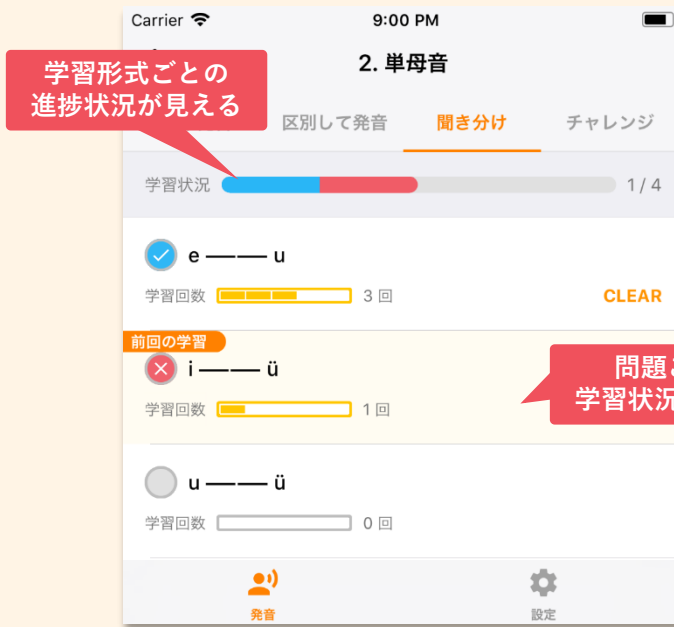 Carrier
9:00 PM
2. 単母音
学習形式ごとの
進捗状況が見える
区別して発音
聞き分け
チャレンジ
学習状況
1 / 4
e ——— u
学習回数
3 回
CLEAR
前回の学習
i ——— ü
学習回数
1 回
問題
学習状況
u ——— ü
学習回数
0 回
発音
設定